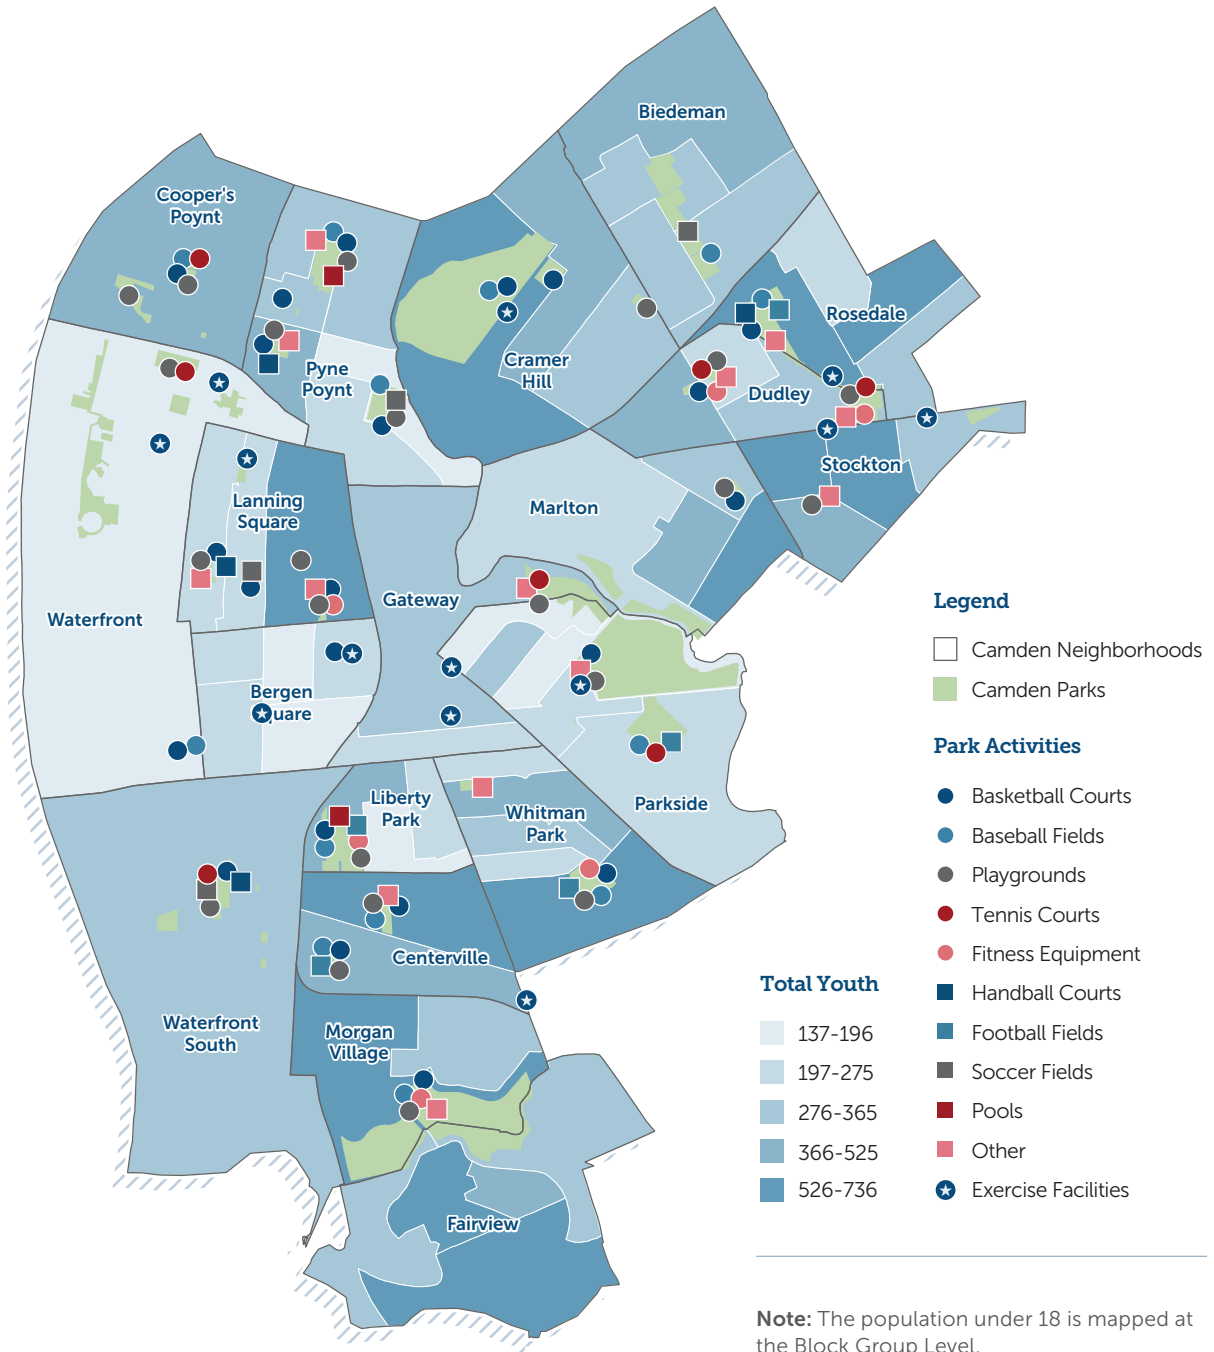 Biedeman
Cooper's
Poynt
Rosedale
Cramer
Hill
Pyne
Poynt
Dudley
Stockton
Lanning
Square
Marlton
Waterfront
Gateway
Bergen
Square
Liberty
Park
Whitman
Park
Parkside
Centerville
Waterfront
South
Morgan
Village
Fairview
Legend
Camden Neighborhoods
Camden Parks
Park Activities
Basketball Courts
Baseball Fields
Playgrounds
Tennis Courts
Fitness Equipment
Handball Courts
Football Fields
Soccer Fields
Pools
Other
Exercise Facilities
Total Youth
137-196
197-275
276-365
366-525
526-736
Note: The population under 18 is mapped at
the Block Group Level.